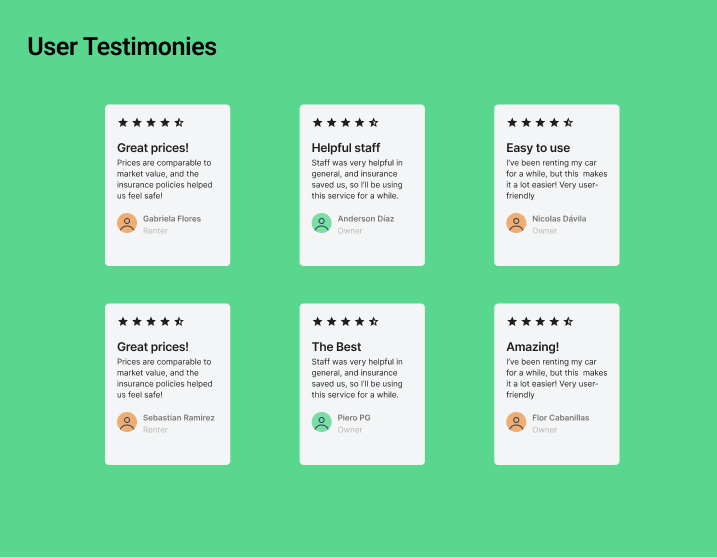 User Testimonies
Great prices!
Prices are comparable to
market value, and the
insurance policies helped
us feel safe!
Gabriela Flores
Renter
Helpful staff
Staff was very helpful in
general, and insurance
saved us, so I'll be using
this service for a while.
Anderson Díaz
Owner
Easy to use
I've been renting my car
for a while, but this  makes
it a lot easier! Very user-
friendly
Nicolas Dávila
Owner
Great prices!
Prices are comparable to
market value, and the
insurance policies helped
us feel safe!
Sebastian Ramirez
Renter
The Best
Staff was very helpful in
general, and insurance
saved us, so I'll be using
this service for a while.
Piero PG
Owner
Amazing!
I've been renting my car
for a while, but this  makes
it a lot easier! Very user-
friendly
Flor Cabanillas
Owner